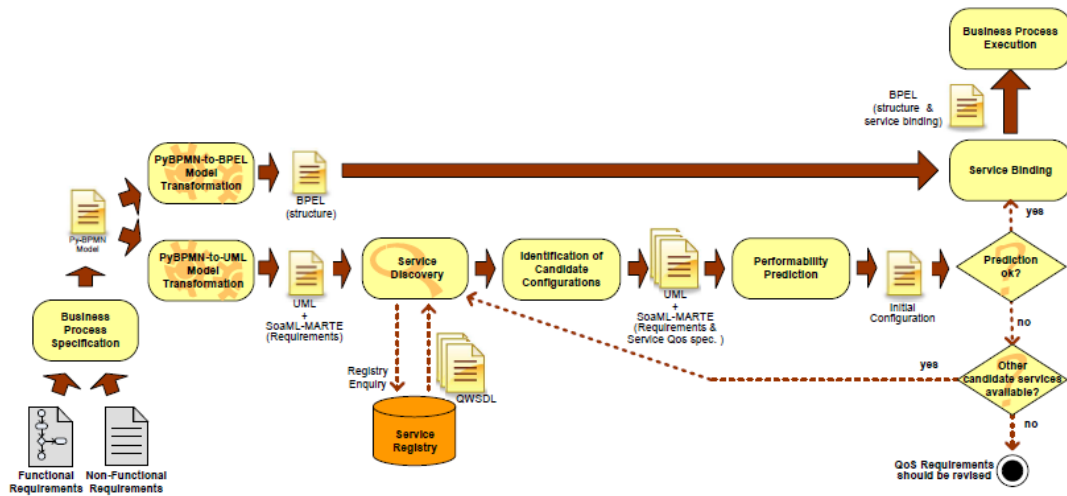 Business Process
Execution
BPEL
(structure &
service binding)
PyBPMN-to-BPEL
Model
Transformation
BPEL
(structure)
Service Binding
yes
Py-BPMN
Model
PyBPMN-to-UML
Model
Transformation
UML
+
SoaML-MARTE
(Requirements)
Service
Discovery
Identification of
Candidate
Configurations
UML
+
SoaML-MARTE
(Requirements &
Service Qos spec. )
Performability
Prediction
Initial
Configuration
Prediction
ok?
no
Business
Process
Specification
Registry
Enquiry
QWSDL
yes
Other
candidate services
available?
no
Service
Registry
Functional
Requirements
Non-Functional
Requirements
QoS Requirements
should be revised